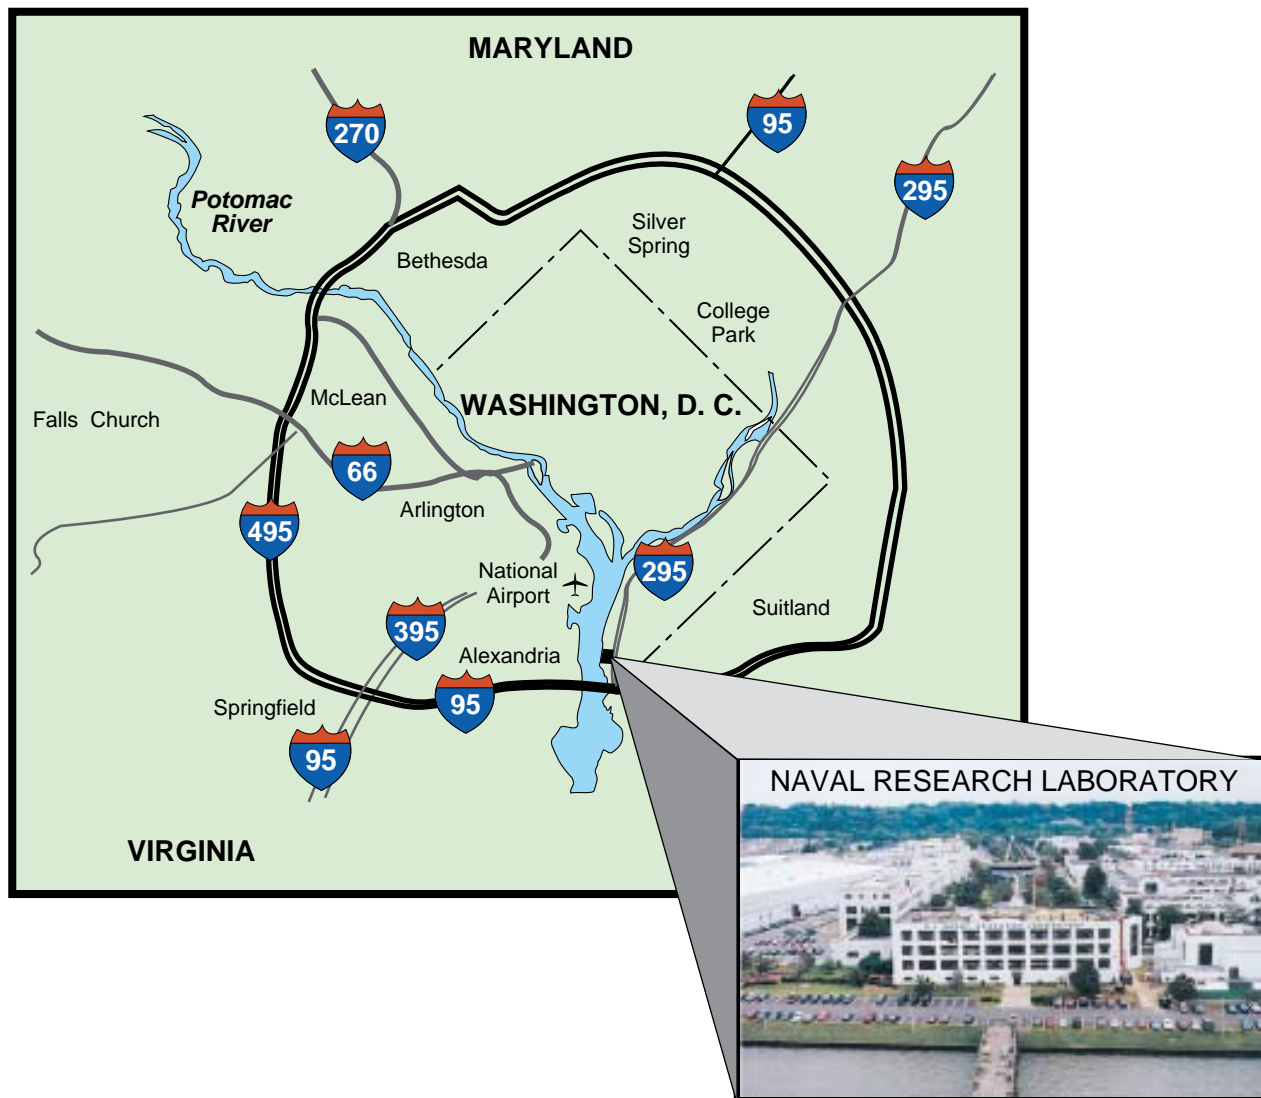 MARYLAND
270
95
295
Potomac
River
Silver
Spring
Bethesda
College
Park
McLean
WASHINGTON, D. C.
Falls Church
66
Arlington
495
National
Airport
295
Suitland
395
Alexandria
Springfield
95
95
VIRGINIA
NAVAL RESEARCH LABORATORY